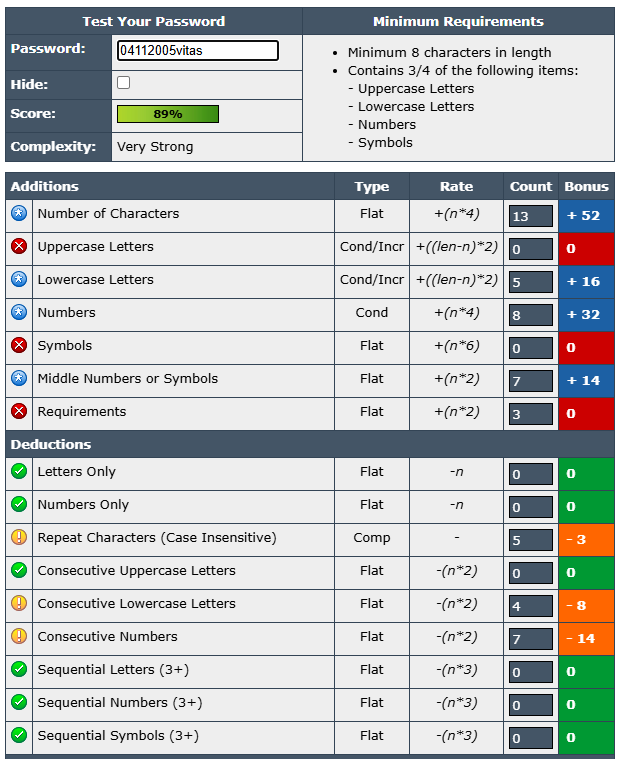 Test Your Password
Minimum Requirements
Password: 04112005vitas
• Minimum 8 characters in length
• Contains 3/4 of the following items:
- Uppercase Letters
- Lowercase Letters
- Numbers
- Symbols
Hide:
Score: 89%
Complexity: Very Strong
Additions Type Rate Count Bonus
Number of Characters Flat +(n*4) 13 + 52
Uppercase Letters Cond/Incr +((len-n)*2) 0 0
Lowercase Letters Cond/Incr +((len-n)*2) 5 + 16
Numbers Cond +(n*4) 8 + 32
Symbols Flat +(n*6) 0 0
Middle Numbers or Symbols Flat +(n*2) 7 + 14
Requirements Flat +(n*2) 3 0
Deductions
Letters Only Flat -n 0 0
Numbers Only Flat -n 0 0
Repeat Characters (Case Insensitive) Comp - 5 - 3
Consecutive Uppercase Letters Flat -(n*2) 0 0
Consecutive Lowercase Letters Flat -(n*2) 4 - 8
Consecutive Numbers Flat -(n*2) 7 - 14
Sequential Letters (3+) Flat -(n*3) 0 0
Sequential Numbers (3+) Flat -(n*3) 0 0
Sequential Symbols (3+) Flat -(n*3) 0 0